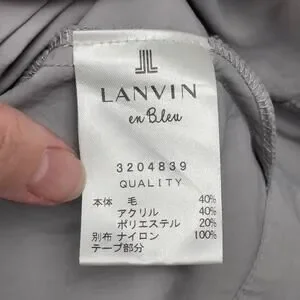 LANVIN
en Bleu
3204839
QUALITY
本体 毛 40%
アクリル 40%
ポリエステル 20%
別布 ナイロン 100%
テープ部分